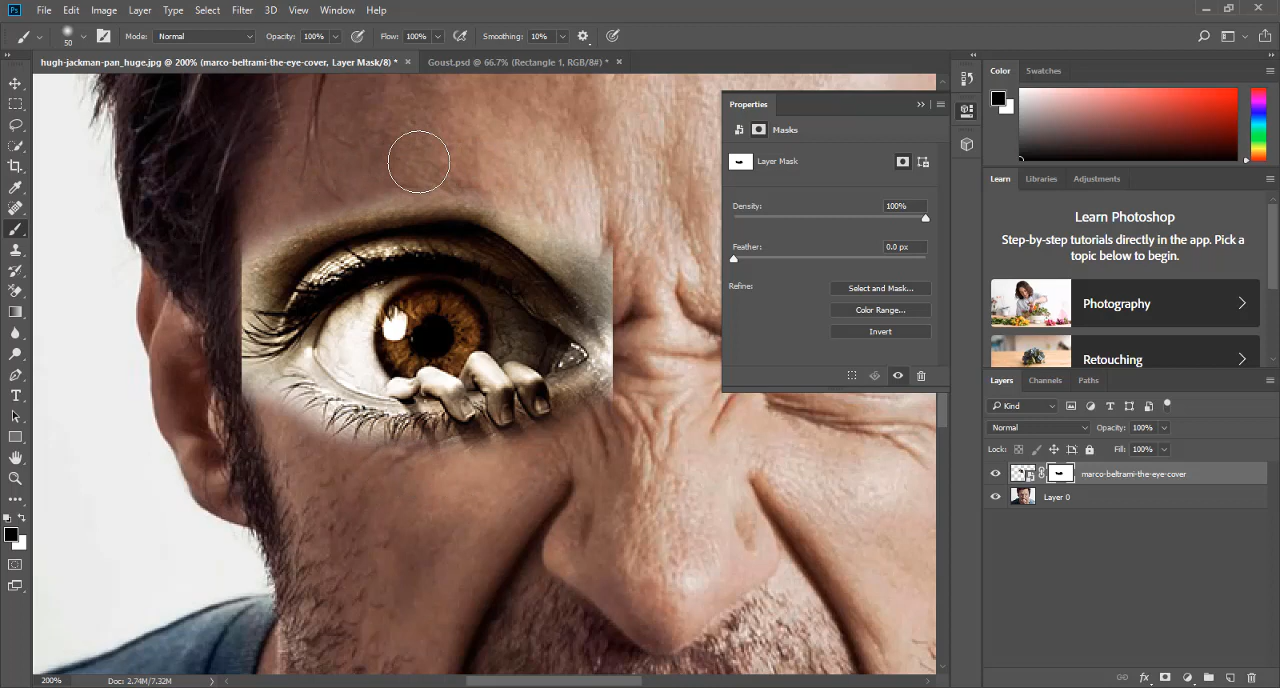 Ps File Edit Image Layer Type Select Filter 3D View Window Help
50 Mode: Normal Opacity: 100% Flow: 100% Smoothing: 10%
hugh-jackman-pan_huge.jpg @ 200% (marco-beltrami-the-eye-cover, Layer Mask/8) * × Goust.psd @ 66.7% (Rectangle 1, RGB/8#) * ×
Properties
Masks
Layer Mask
Density: 100%
Feather: 0.0 px
Refine: Select and Mask...
Color Range...
Invert
Color Swatches
Learn Libraries Adjustments
Learn Photoshop
Step-by-step tutorials directly in the app. Pick a
topic below to begin.
Photography
Retouching
Layers Channels Paths
Kind
Normal Opacity: 100%
Lock: Fill: 100%
marco-beltrami-the-eye-cover
Layer 0
200% Doc: 2.74M/7.32M